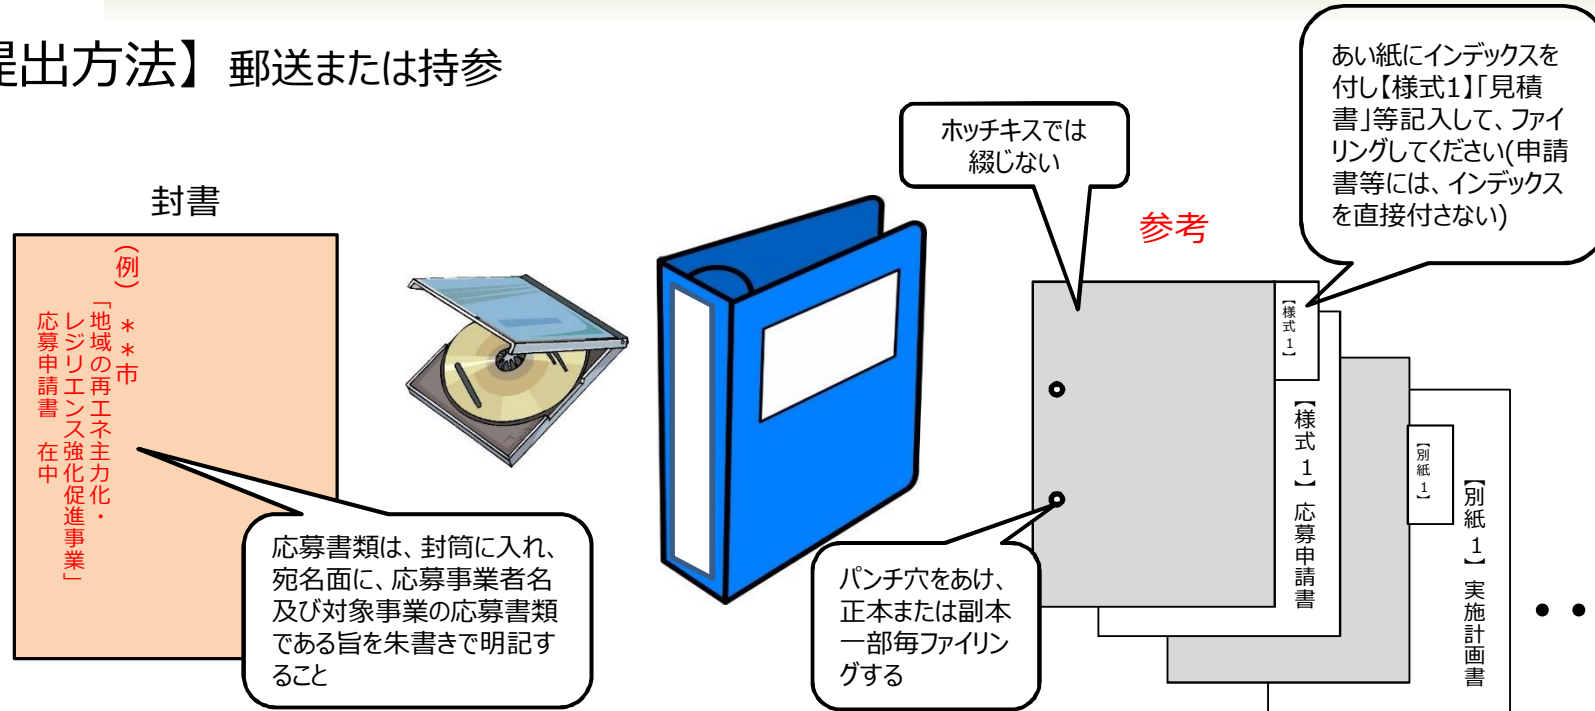 提出方法】郵送または持参
封書
(例)
**市
「地域の再エネ主力化・
レジリエンス強化促進事業」
応募申請書 在中
応募書類は、封筒に入れ、
宛名面に、応募事業者名
及び対象事業の応募書類
である旨を朱書きで明記す
ること
ホッチキスでは
綴じない
参考
あい紙にインデックスを
付し【様式1】「見積
書」等記入して、ファイ
リングしてください(申請
書等には、インデックス
を直接付さない)
【様式1】
【様式1】応募申請書
【別紙1】
【別紙1】実施計画書
・・
パンチ穴をあけ、
正本または副本
一部毎ファイリン
グする